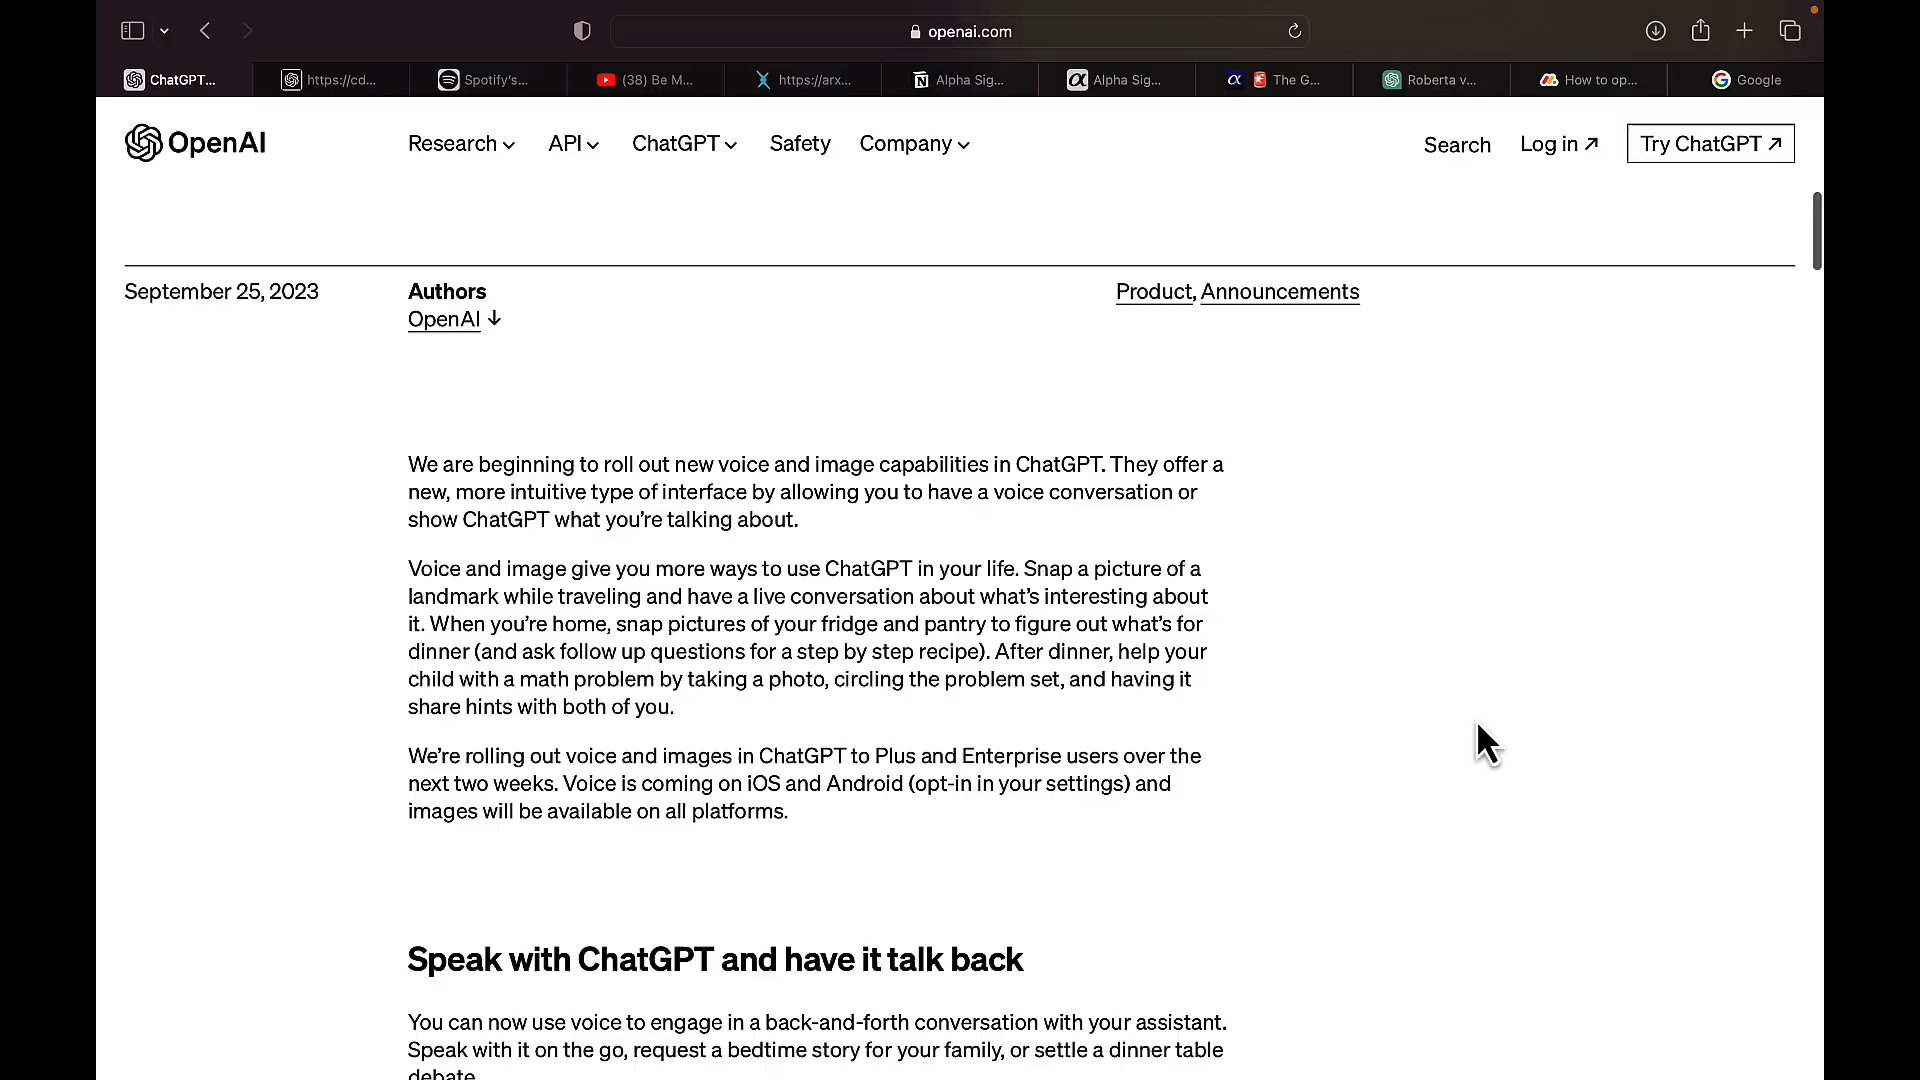 openai.com
ChatGPT...
https://cd...
Spotify's...
(38) Be M...
https://arx...
Alpha Sig...
Alpha Sig...
The G...
Roberta v...
How to op...
Google
OpenAI
Research
API
ChatGPT
Safety
Company
Search
Log in ↗
Try ChatGPT ↗
September 25, 2023
Authors
OpenAI ↓
Product, Announcements
We are beginning to roll out new voice and image capabilities in ChatGPT. They offer a
new, more intuitive type of interface by allowing you to have a voice conversation or
show ChatGPT what you’re talking about.
Voice and image give you more ways to use ChatGPT in your life. Snap a picture of a
landmark while traveling and have a live conversation about what’s interesting about
it. When you’re home, snap pictures of your fridge and pantry to figure out what’s for
dinner (and ask follow up questions for a step by step recipe). After dinner, help your
child with a math problem by taking a photo, circling the problem set, and having it
share hints with both of you.
We’re rolling out voice and images in ChatGPT to Plus and Enterprise users over the
next two weeks. Voice is coming on iOS and Android (opt-in in your settings) and
images will be available on all platforms.
Speak with ChatGPT and have it talk back
You can now use voice to engage in a back-and-forth conversation with your assistant.
Speak with it on the go, request a bedtime story for your family, or settle a dinner table
debate.